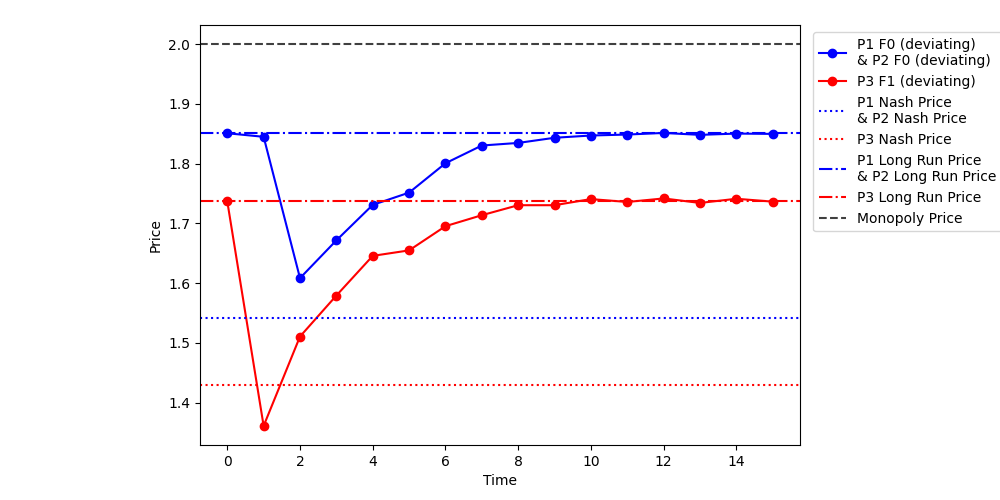 2.0
1.9
1.8
1.7
1.6
1.5
1.4
Price
0
2
4
6
8
10
12
14
Time
P1 F0 (deviating)
& P2 F0 (deviating)
P3 F1 (deviating)
P1 Nash Price
& P2 Nash Price
P3 Nash Price
P1 Long Run Price
& P2 Long Run Price
P3 Long Run Price
Monopoly Price